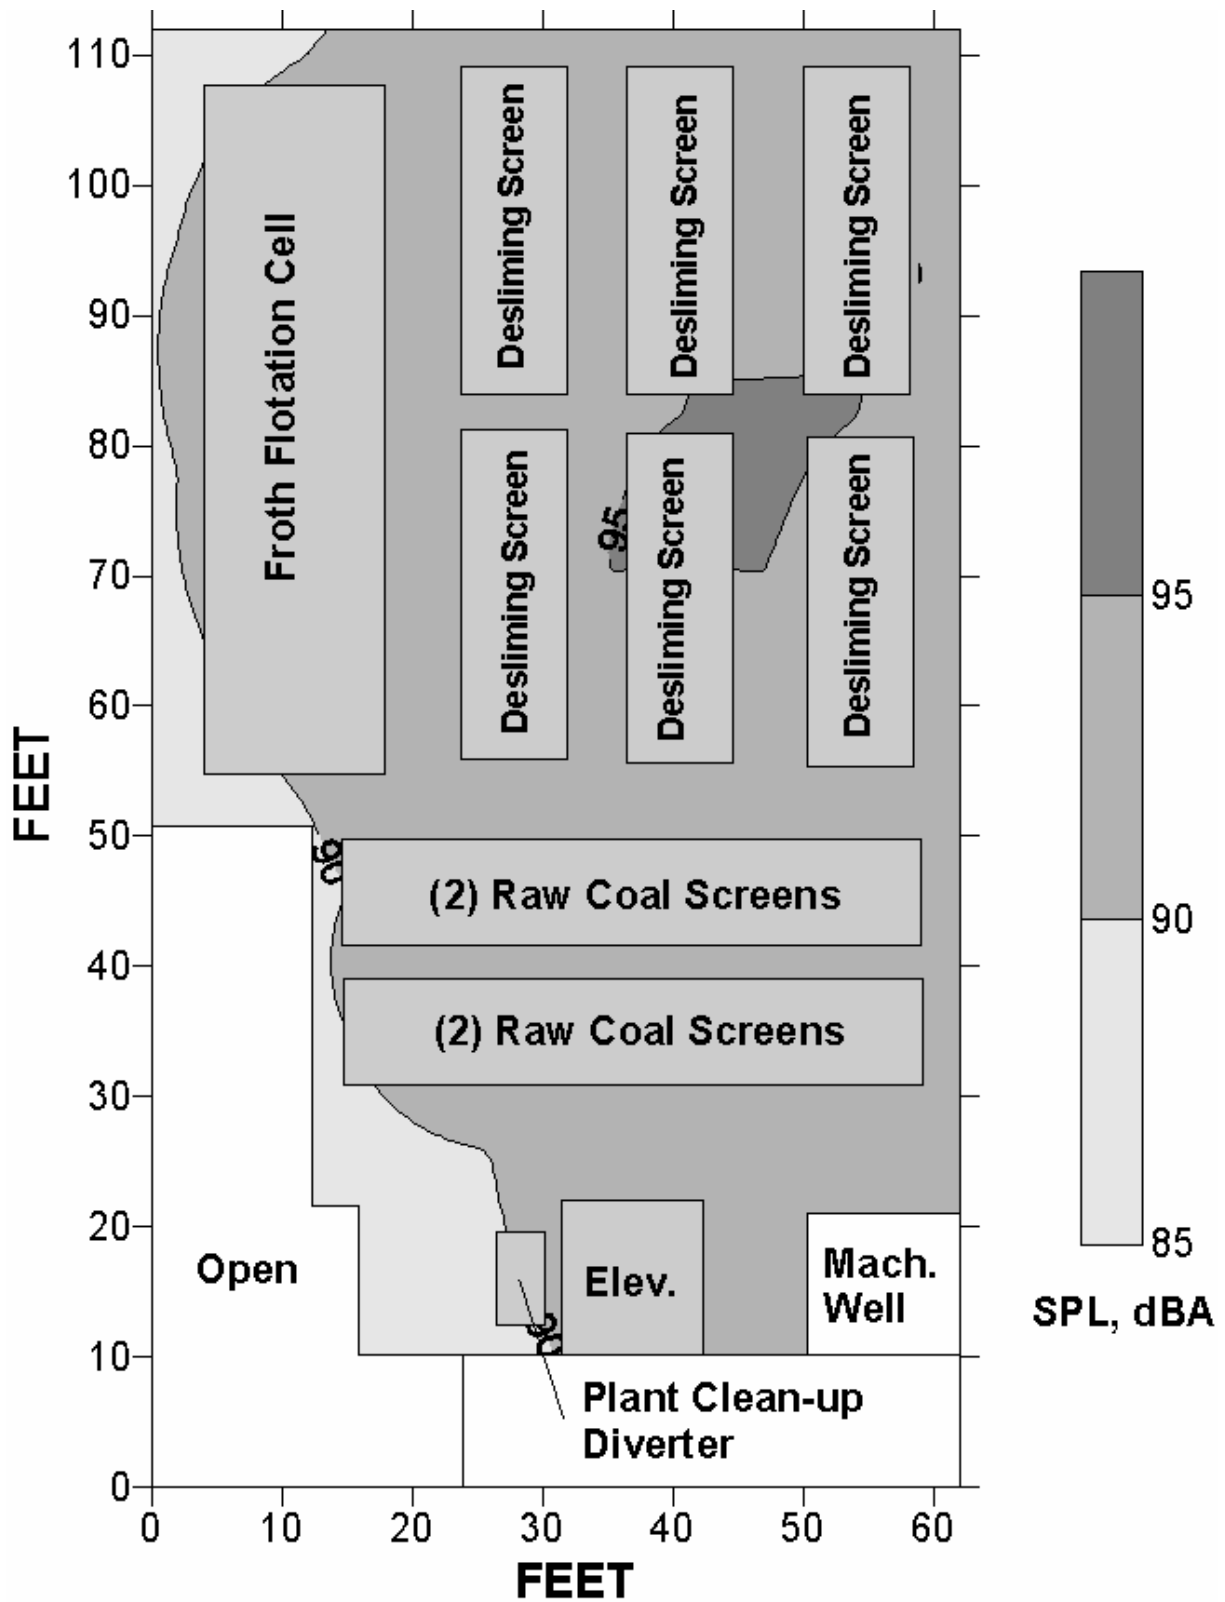 110
100
90
80
70
60
50
40
30
20
10
0
FEET
Froth Flotation Cell
Desliming Screen
Desliming Screen
Desliming Screen
Desliming Screen
Desliming Screen
Desliming Screen
95
90
(2) Raw Coal Screens
(2) Raw Coal Screens
Open
Elev.
Mach.
Well
90
Plant Clean-up
Diverter
0 10 20 30 40 50 60
FEET
95
90
85
SPL, dBA